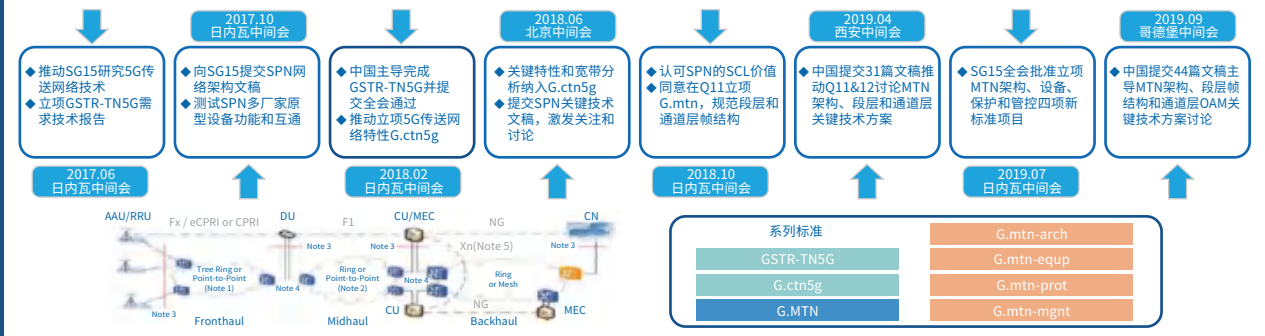 2017.10
日内瓦中间会
2018.06
北京中间会
2019.04
西安中间会
2019.09
哥德堡中间会
◆ 推动SG15研究5G传
送网络技术
◆ 立项GSTR-TN5G需
求技术报告
◆ 向SG15提交SPN网
络架构文稿
◆ 测试SPN多厂家原
型设备功能和互通
◆ 中国主导完成
GSTR-TN5G并提
交全会通过
◆ 推动立项5G传送网
络特性G.ctn5g
◆ 关键特性和宽带分
析纳入G.ctn5g
◆ 提交SPN关键技术
文稿，激发关注和
讨论
◆ 认可SPN的SCL价值
◆ 同意在Q11立项
G.mtn，规范段层和
通道层帧结构
◆ 中国提交31篇文稿推
动Q11&12讨论MTN
架构、段层和通道层
关键技术方案
◆ SG15全会批准立项
MTN架构、设备、
保护和管控四项新
标准项目
◆ 中国提交44篇文稿主
导MTN架构、段层帧
结构和通道层OAM关
键技术方案讨论
2017.06
日内瓦中间会
2018.02
日内瓦中间会
2018.10
日内瓦中间会
2019.07
日内瓦中间会
AAU/RRU
Fx / eCPRI or CPRI
DU
F1
CU/MEC
NG
CN
Note 3
Note 3
Xn(Note 5)
Note 3
Tree Ring or
Point-to-Point
(Note 1)
Note 4
Ring or
Point-to-Point
(Note 2)
Note 4
Ring
or Mesh
Note 3
CU
NG
MEC
Fronthaul
Midhaul
Backhaul
系列标准
GSTR-TN5G
G.ctn5g
G.MTN
G.mtn-arch
G.mtn-equp
G.mtn-prot
G.mtn-mgnt